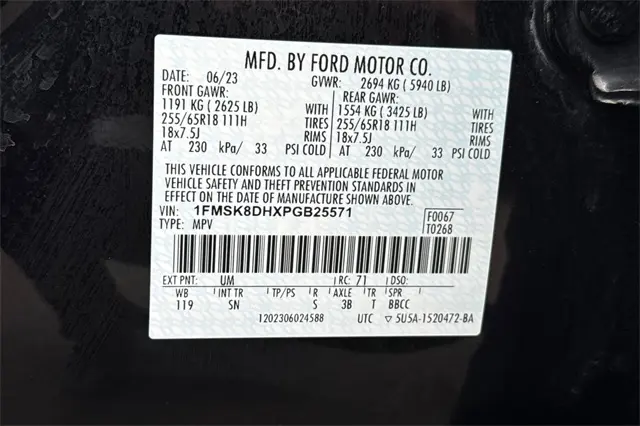 MFD. BY FORD MOTOR CO.
DATE: 06/23 GVWR: 2694 KG ( 5940 LB)
FRONT GAWR: REAR GAWR:
1191 KG ( 2625 LB) WITH 1554 KG ( 3425 LB) WITH
255/65R18 111H TIRES 255/65R18 111H TIRES
18x7.5J RIMS 18x7.5J RIMS
AT 230 kPa/ 33 PSI COLD AT 230 kPa/ 33 PSI COLD
THIS VEHICLE CONFORMS TO ALL APPLICABLE FEDERAL MOTOR
VEHICLE SAFETY AND THEFT PREVENTION STANDARDS IN
EFFECT ON THE DATE OF MANUFACTURE SHOWN ABOVE.
VIN: 1FMSK8DHXPGB25571 F0067
TYPE: MPV T0268
EXT PNT: UM RC: 71 DSO:
WB INT TR TP/PS R AXLE TR SPR
119 SN S 3B T BBCC
1202306024588 UTC ▽ 5U5A-1520472-BA